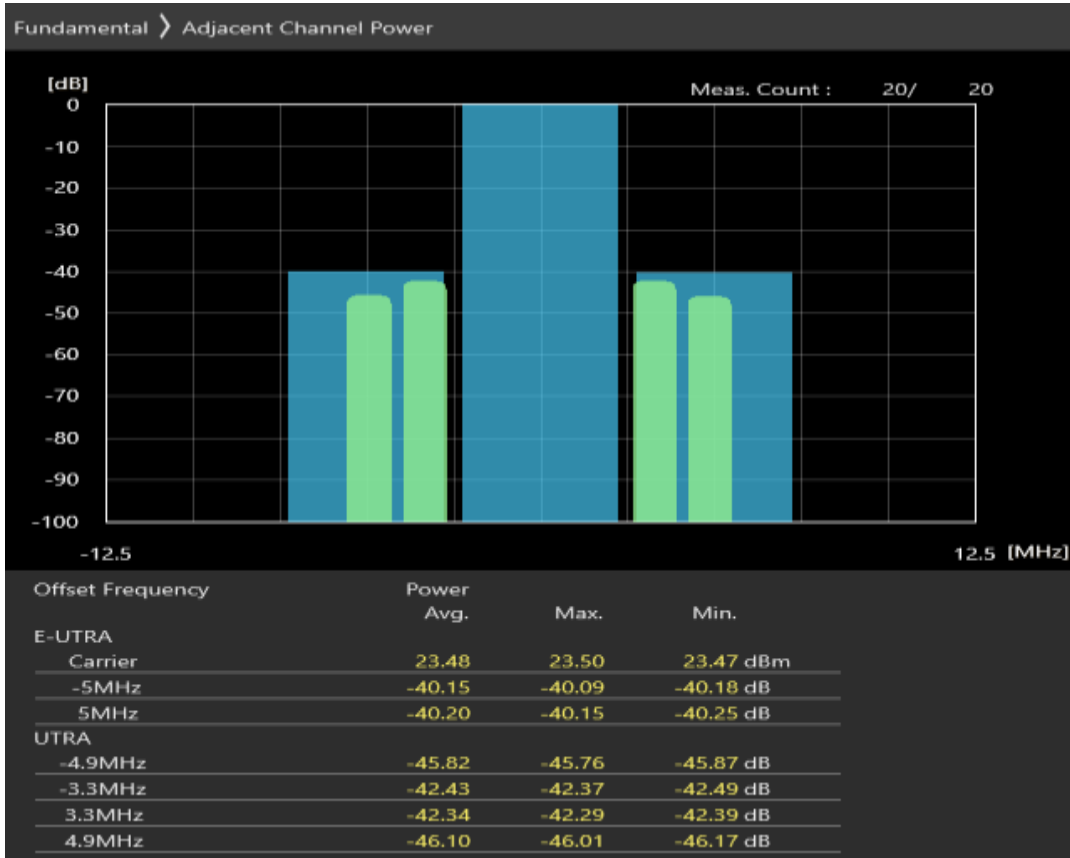 Fundamental ❯ Adjacent Channel Power
[dB]
Meas. Count : 20/ 20
0
-10
-20
-30
-40
-50
-60
-70
-80
-90
-100
-12.5 12.5 [MHz]
Offset Frequency Power
Avg. Max. Min.
E-UTRA
Carrier 23.48 23.50 23.47 dBm
-5MHz -40.15 -40.09 -40.18 dB
5MHz -40.20 -40.15 -40.25 dB
UTRA
-4.9MHz -45.82 -45.76 -45.87 dB
-3.3MHz -42.43 -42.37 -42.49 dB
3.3MHz -42.34 -42.29 -42.39 dB
4.9MHz -46.10 -46.01 -46.17 dB